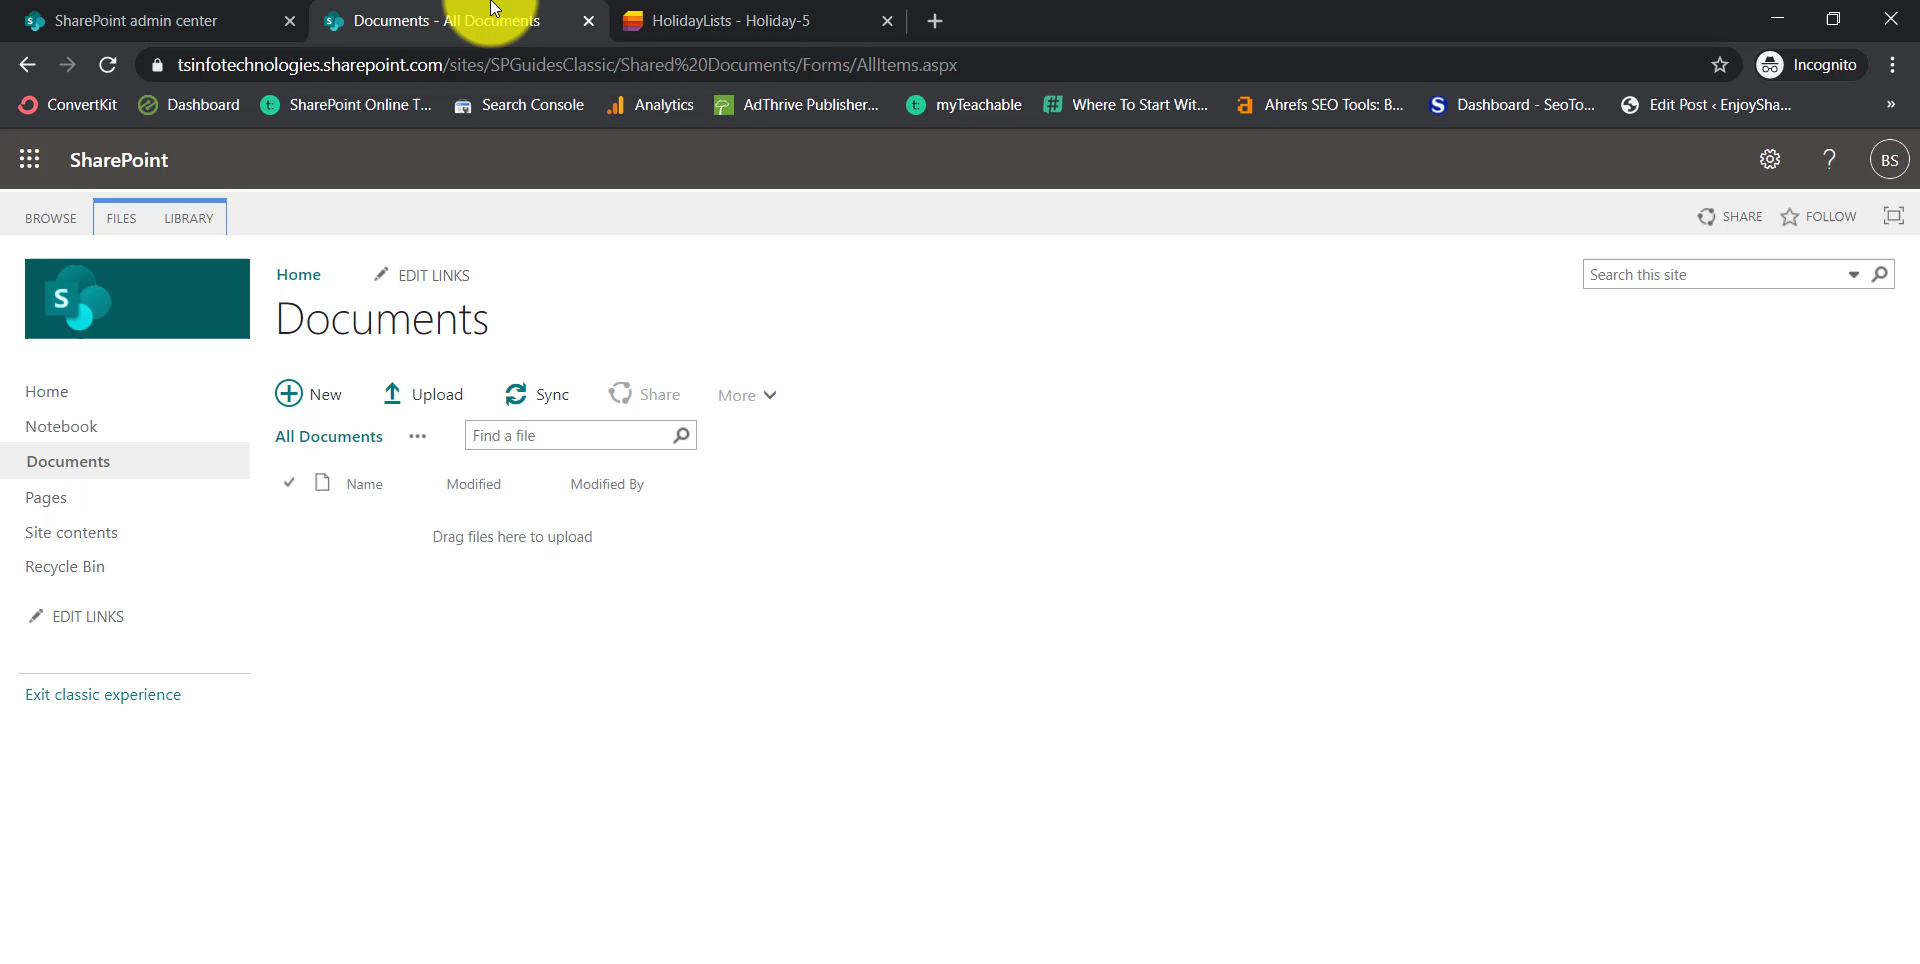 SharePoint admin center
Documents - All Documents
HolidayLists - Holiday-5
tsinfotechnologies.sharepoint.com/sites/SPGuidesClassic/Shared%20Documents/Forms/AllItems.aspx
Incognito
ConvertKit
Dashboard
t:
SharePoint Online T...
Search Console
Analytics
AdThrive Publisher...
t:
myTeachable
Where To Start Wit...
a
Ahrefs SEO Tools: B...
S
Dashboard - SeoTo...
Edit Post ‹ EnjoySha...
»
SharePoint
?
BS
BROWSE
FILES
LIBRARY
SHARE
FOLLOW
S
Home
EDIT LINKS
Search this site
Documents
Home
Notebook
Documents
Pages
Site contents
Recycle Bin
EDIT LINKS
Exit classic experience
New
Upload
Sync
Share
More
All Documents
...
Find a file
Name
Modified
Modified By
Drag files here to upload